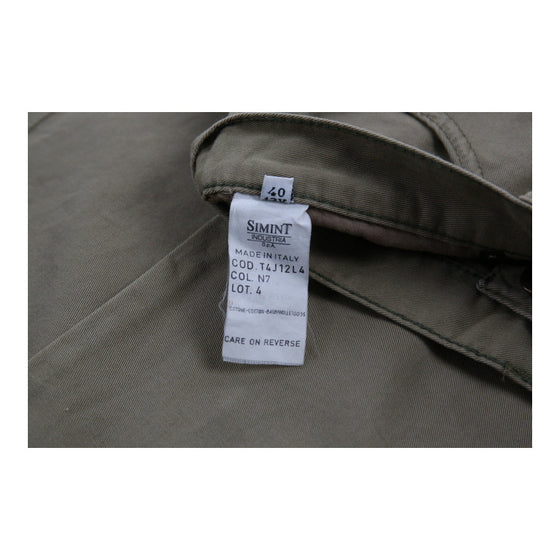 40
SIMINT
INDUSTRIA
S.p.A.
MADE IN ITALY
COD. T4J12L4
COL. N7
LOT. 4
CARE ON REVERSE